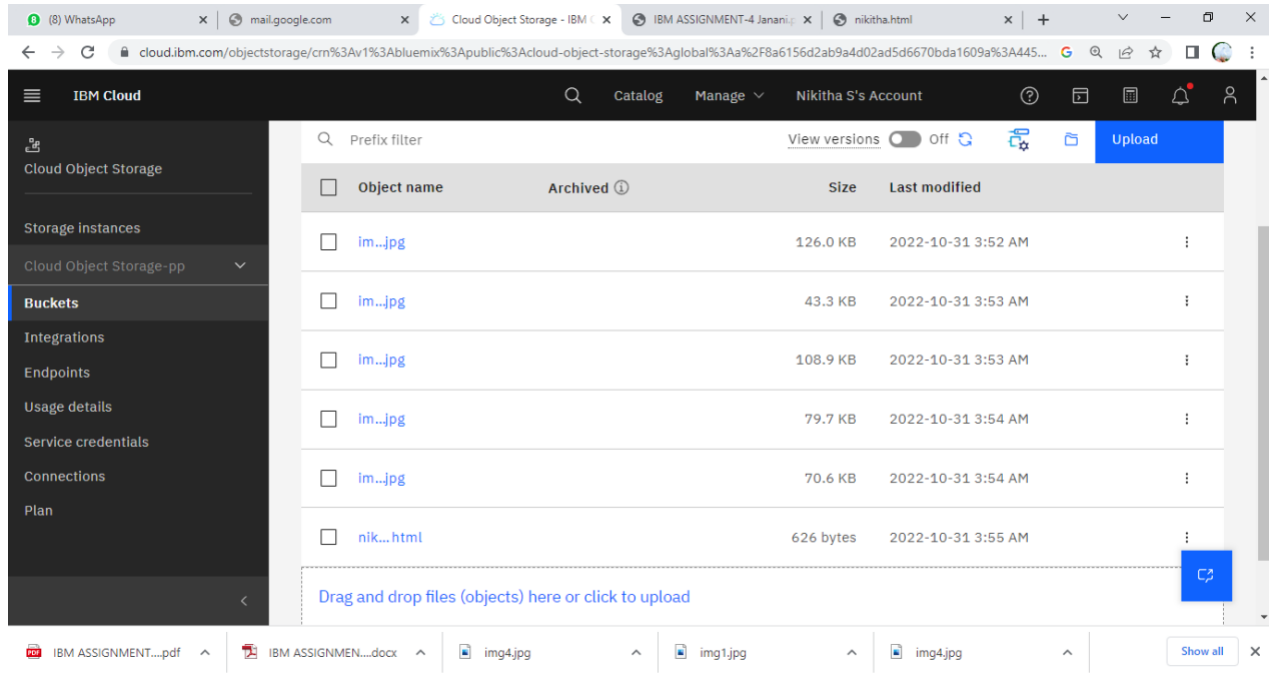 (8) WhatsApp
mail.google.com
Cloud Object Storage - IBM C
IBM ASSIGNMENT-4 Janani.p
nikitha.html
cloud.ibm.com/objectstorage/crn%3Av1%3Abluemix%3Apublic%3Acloud-object-storage%3Aglobal%3Aa%2F8a6156d2ab9a4d02ad5d6670bda1609a%3A445...
IBM Cloud
Catalog
Manage
Nikitha S's Account
Cloud Object Storage
Storage instances
Cloud Object Storage-pp
Buckets
Integrations
Endpoints
Usage details
Service credentials
Connections
Plan
Prefix filter
View versions
Off
Upload
Object name Archived Size Last modified
im...jpg 126.0 KB 2022-10-31 3:52 AM
im...jpg 43.3 KB 2022-10-31 3:53 AM
im...jpg 108.9 KB 2022-10-31 3:53 AM
im...jpg 79.7 KB 2022-10-31 3:54 AM
im...jpg 70.6 KB 2022-10-31 3:54 AM
nik...html 626 bytes 2022-10-31 3:55 AM
Drag and drop files (objects) here or click to upload
IBM ASSIGNMENT....pdf
IBM ASSIGNMEN....docx
img4.jpg
img1.jpg
img4.jpg
Show all